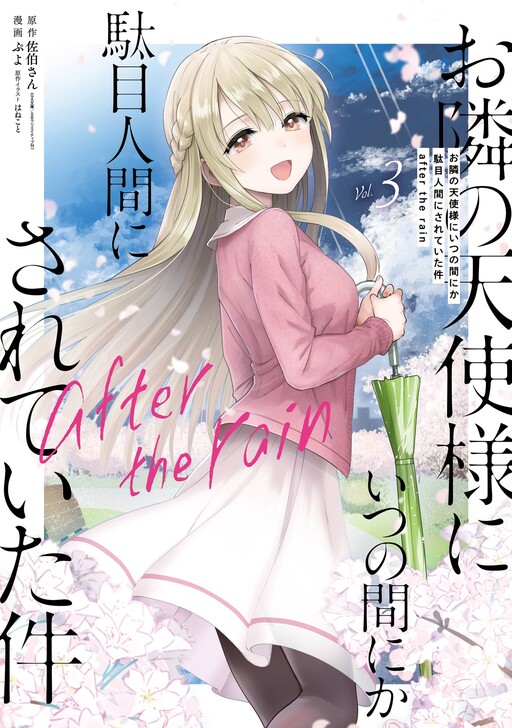 お隣の天使様に
いつの間にか
駄目人間に
されていた件
after
the rain
Vol. 3
お隣の天使様にいつの間にか
駄目人間にされていた件
after the rain
原作 佐伯さん
漫画 ぷよ 原作イラスト はねこと